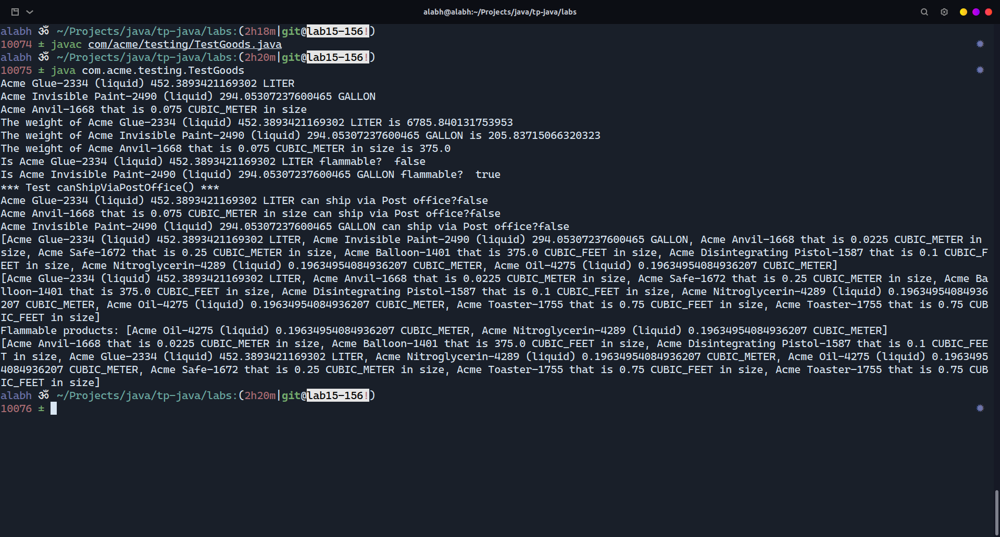 alabh@alabh:~/Projects/java/tp-java/labs
alabh ॐ ~/Projects/java/tp-java/labs:(2h18m|git@lab15-156!)
10074 ± javac com/acme/testing/TestGoods.java
alabh ॐ ~/Projects/java/tp-java/labs:(2h20m|git@lab15-156!)
10075 ± java com.acme.testing.TestGoods
Acme Glue-2334 (liquid) 452.3893421169302 LITER
Acme Invisible Paint-2490 (liquid) 294.05307237600465 GALLON
Acme Anvil-1668 that is 0.075 CUBIC_METER in size
The weight of Acme Glue-2334 (liquid) 452.3893421169302 LITER is 6785.840131753953
The weight of Acme Invisible Paint-2490 (liquid) 294.05307237600465 GALLON is 205.83715066320323
The weight of Acme Anvil-1668 that is 0.075 CUBIC_METER in size is 375.0
Is Acme Glue-2334 (liquid) 452.3893421169302 LITER flammable?  false
Is Acme Invisible Paint-2490 (liquid) 294.05307237600465 GALLON flammable?  true
*** Test canShipViaPostOffice() ***
Acme Glue-2334 (liquid) 452.3893421169302 LITER can ship via Post office?false
Acme Anvil-1668 that is 0.075 CUBIC_METER in size can ship via Post office?false
Acme Invisible Paint-2490 (liquid) 294.05307237600465 GALLON can ship via Post office?false
[Acme Glue-2334 (liquid) 452.3893421169302 LITER, Acme Invisible Paint-2490 (liquid) 294.05307237600465 GALLON, Acme Anvil-1668 that is 0.0225 CUBIC_METER in
size, Acme Safe-1672 that is 0.25 CUBIC_METER in size, Acme Balloon-1401 that is 375.0 CUBIC_FEET in size, Acme Disintegrating Pistol-1587 that is 0.1 CUBIC_F
EET in size, Acme Nitroglycerin-4289 (liquid) 0.19634954084936207 CUBIC_METER, Acme Oil-4275 (liquid) 0.19634954084936207 CUBIC_METER]
[Acme Glue-2334 (liquid) 452.3893421169302 LITER, Acme Anvil-1668 that is 0.0225 CUBIC_METER in size, Acme Safe-1672 that is 0.25 CUBIC_METER in size, Acme Ba
lloon-1401 that is 375.0 CUBIC_FEET in size, Acme Disintegrating Pistol-1587 that is 0.1 CUBIC_FEET in size, Acme Nitroglycerin-4289 (liquid) 0.19634954084936
207 CUBIC_METER, Acme Oil-4275 (liquid) 0.19634954084936207 CUBIC_METER, Acme Toaster-1755 that is 0.75 CUBIC_FEET in size, Acme Toaster-1755 that is 0.75 CUB
IC_FEET in size]
Flammable products: [Acme Oil-4275 (liquid) 0.19634954084936207 CUBIC_METER, Acme Nitroglycerin-4289 (liquid) 0.19634954084936207 CUBIC_METER]
[Acme Anvil-1668 that is 0.0225 CUBIC_METER in size, Acme Balloon-1401 that is 375.0 CUBIC_FEET in size, Acme Disintegrating Pistol-1587 that is 0.1 CUBIC_FEE
T in size, Acme Glue-2334 (liquid) 452.3893421169302 LITER, Acme Nitroglycerin-4289 (liquid) 0.19634954084936207 CUBIC_METER, Acme Oil-4275 (liquid) 0.1963495
4084936207 CUBIC_METER, Acme Safe-1672 that is 0.25 CUBIC_METER in size, Acme Toaster-1755 that is 0.75 CUBIC_FEET in size, Acme Toaster-1755 that is 0.75 CUB
IC_FEET in size]
alabh ॐ ~/Projects/java/tp-java/labs:(2h20m|git@lab15-156!)
10076 ±